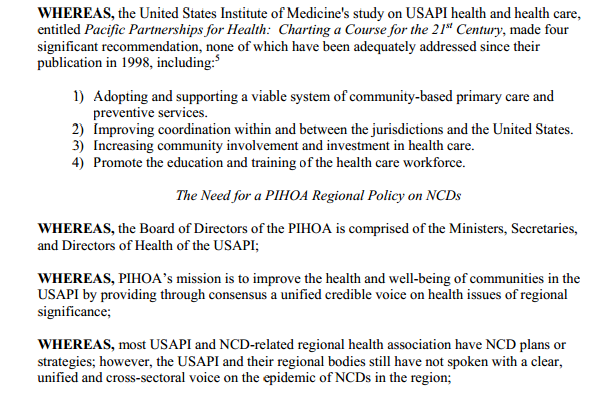 WHEREAS, the United States Institute of Medicine's study on USAPI health and health care,
entitled Pacific Partnerships for Health: Charting a Course for the 21st Century, made four
significant recommendation, none of which have been adequately addressed since their
publication in 1998, including:5
1) Adopting and supporting a viable system of community-based primary care and
preventive services.
2) Improving coordination within and between the jurisdictions and the United States.
3) Increasing community involvement and investment in health care.
4) Promote the education and training of the health care workforce.
The Need for a PIHOA Regional Policy on NCDs
WHEREAS, the Board of Directors of the PIHOA is comprised of the Ministers, Secretaries,
and Directors of Health of the USAPI;
WHEREAS, PIHOA's mission is to improve the health and well-being of communities in the
USAPI by providing through consensus a unified credible voice on health issues of regional
significance;
WHEREAS, most USAPI and NCD-related regional health association have NCD plans or
strategies; however, the USAPI and their regional bodies still have not spoken with a clear,
unified and cross-sectoral voice on the epidemic of NCDs in the region;